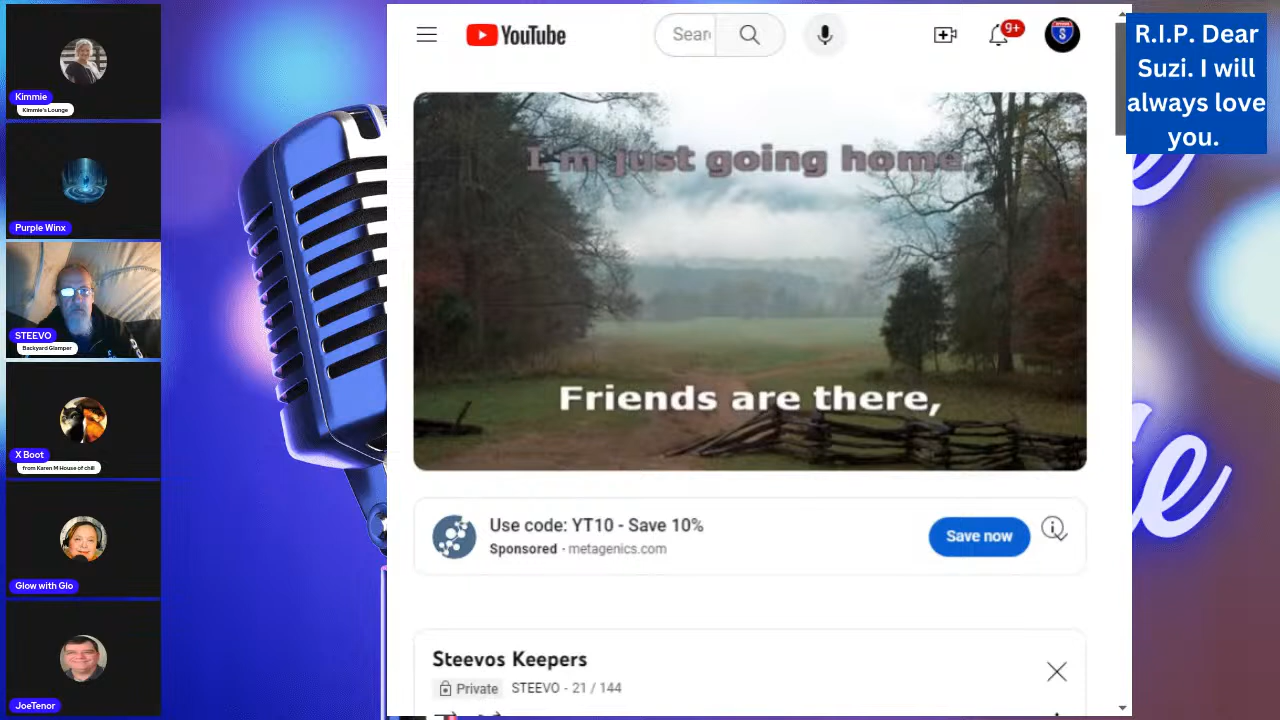 Kimmie
Kimmie's Lounge
Purple Winx
STEEVO
Backyard Glamper
X Boot
from Karen M House of chill
Glow with Glo
JoeTenor
YouTube
Sear
9+
I'm just going home.
Friends are there,
Use code: YT10 - Save 10%
Sponsored · metagenics.com
Save now
Steevos Keepers
Private STEEVO - 21 / 144
R.I.P. Dear
Suzi. I will
always love
you.